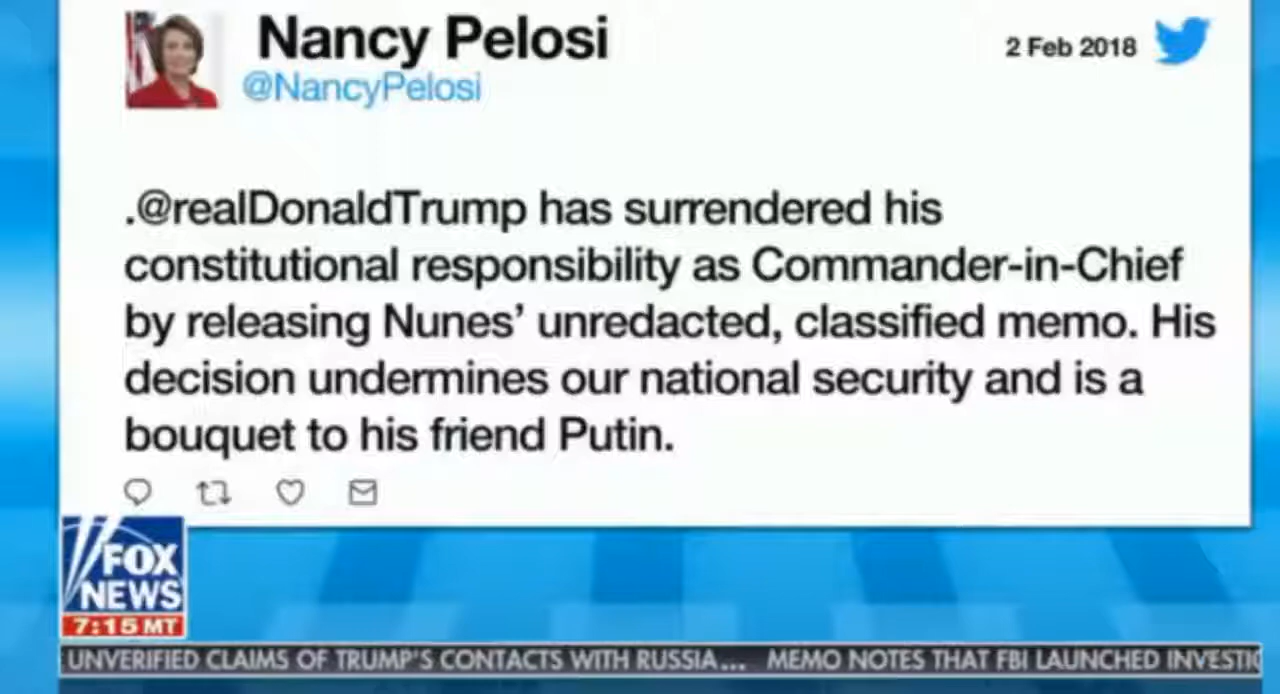 Nancy Pelosi
@NancyPelosi
2 Feb 2018
.@realDonaldTrump has surrendered his
constitutional responsibility as Commander-in-Chief
by releasing Nunes’ unredacted, classified memo. His
decision undermines our national security and is a
bouquet to his friend Putin.
FOX
NEWS
7:15 MT
UNVERIFIED CLAIMS OF TRUMP'S CONTACTS WITH RUSSIA... MEMO NOTES THAT FBI LAUNCHED